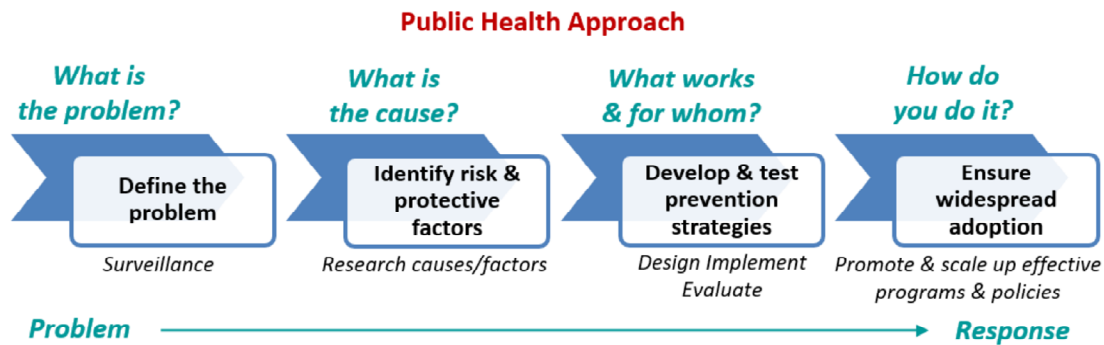 Public Health Approach
What is
the problem?
What is
the cause?
What works
& for whom?
How do
you do it?
Define the
problem
Identify risk &
protective
factors
Develop & test
prevention
strategies
Ensure
widespread
adoption
Surveillance
Research causes/factors
Design Implement
Evaluate
Promote & scale up effective
programs & policies
Problem
Response